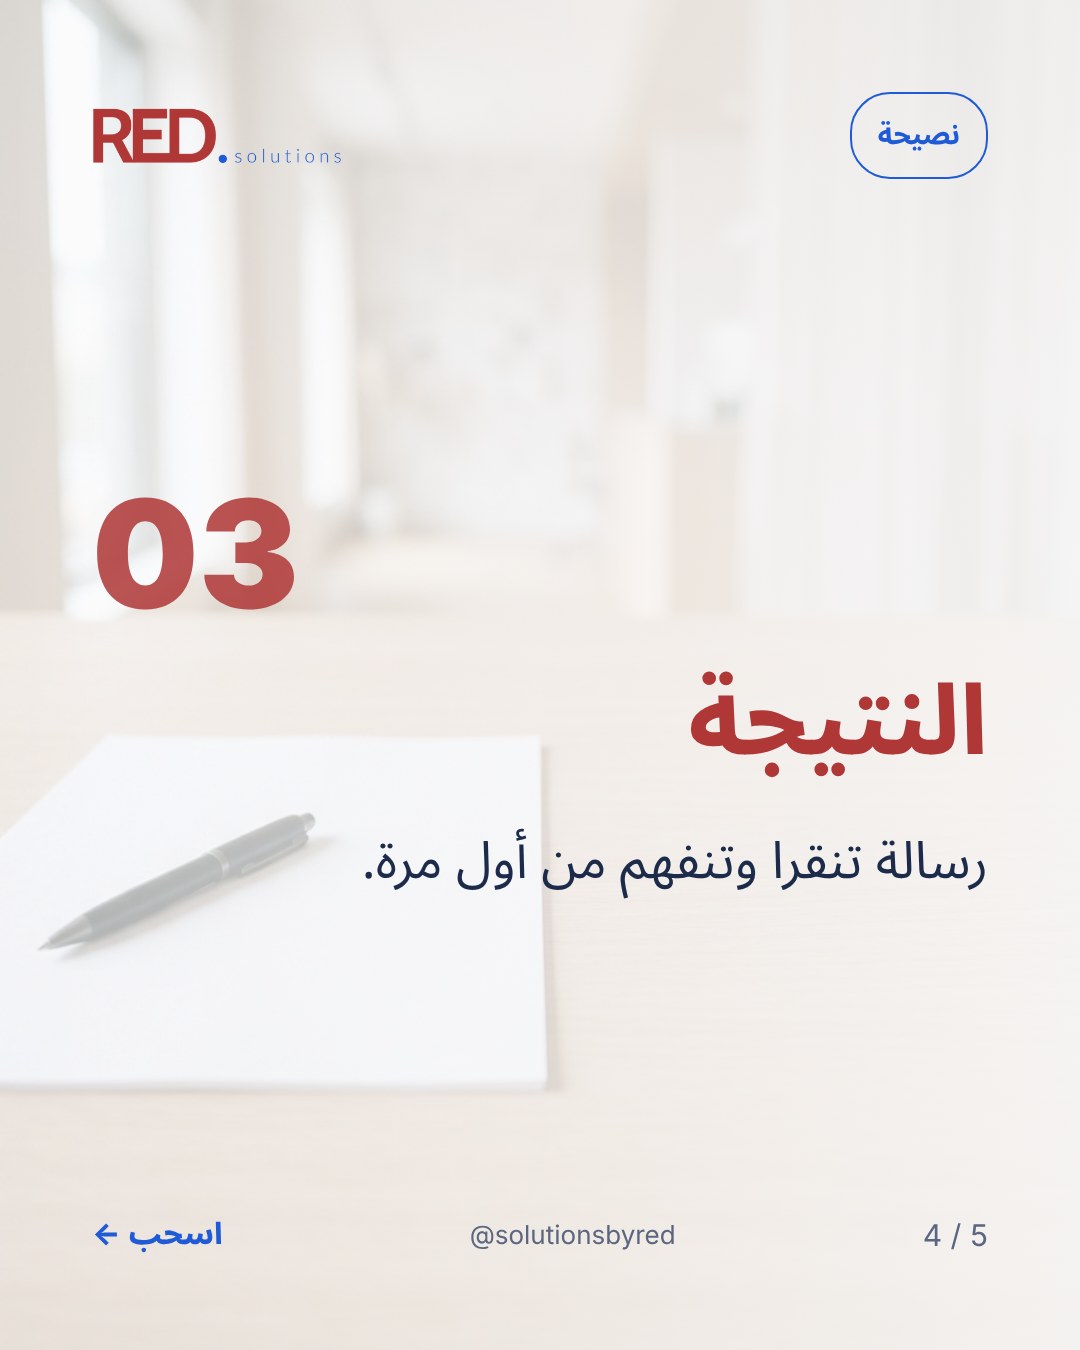 RED.solutions
نصيحة
03
النتيجة
رسالة تنقرا وتنفهم من أول مرة.
اسحب ←
@solutionsbyred
4 / 5